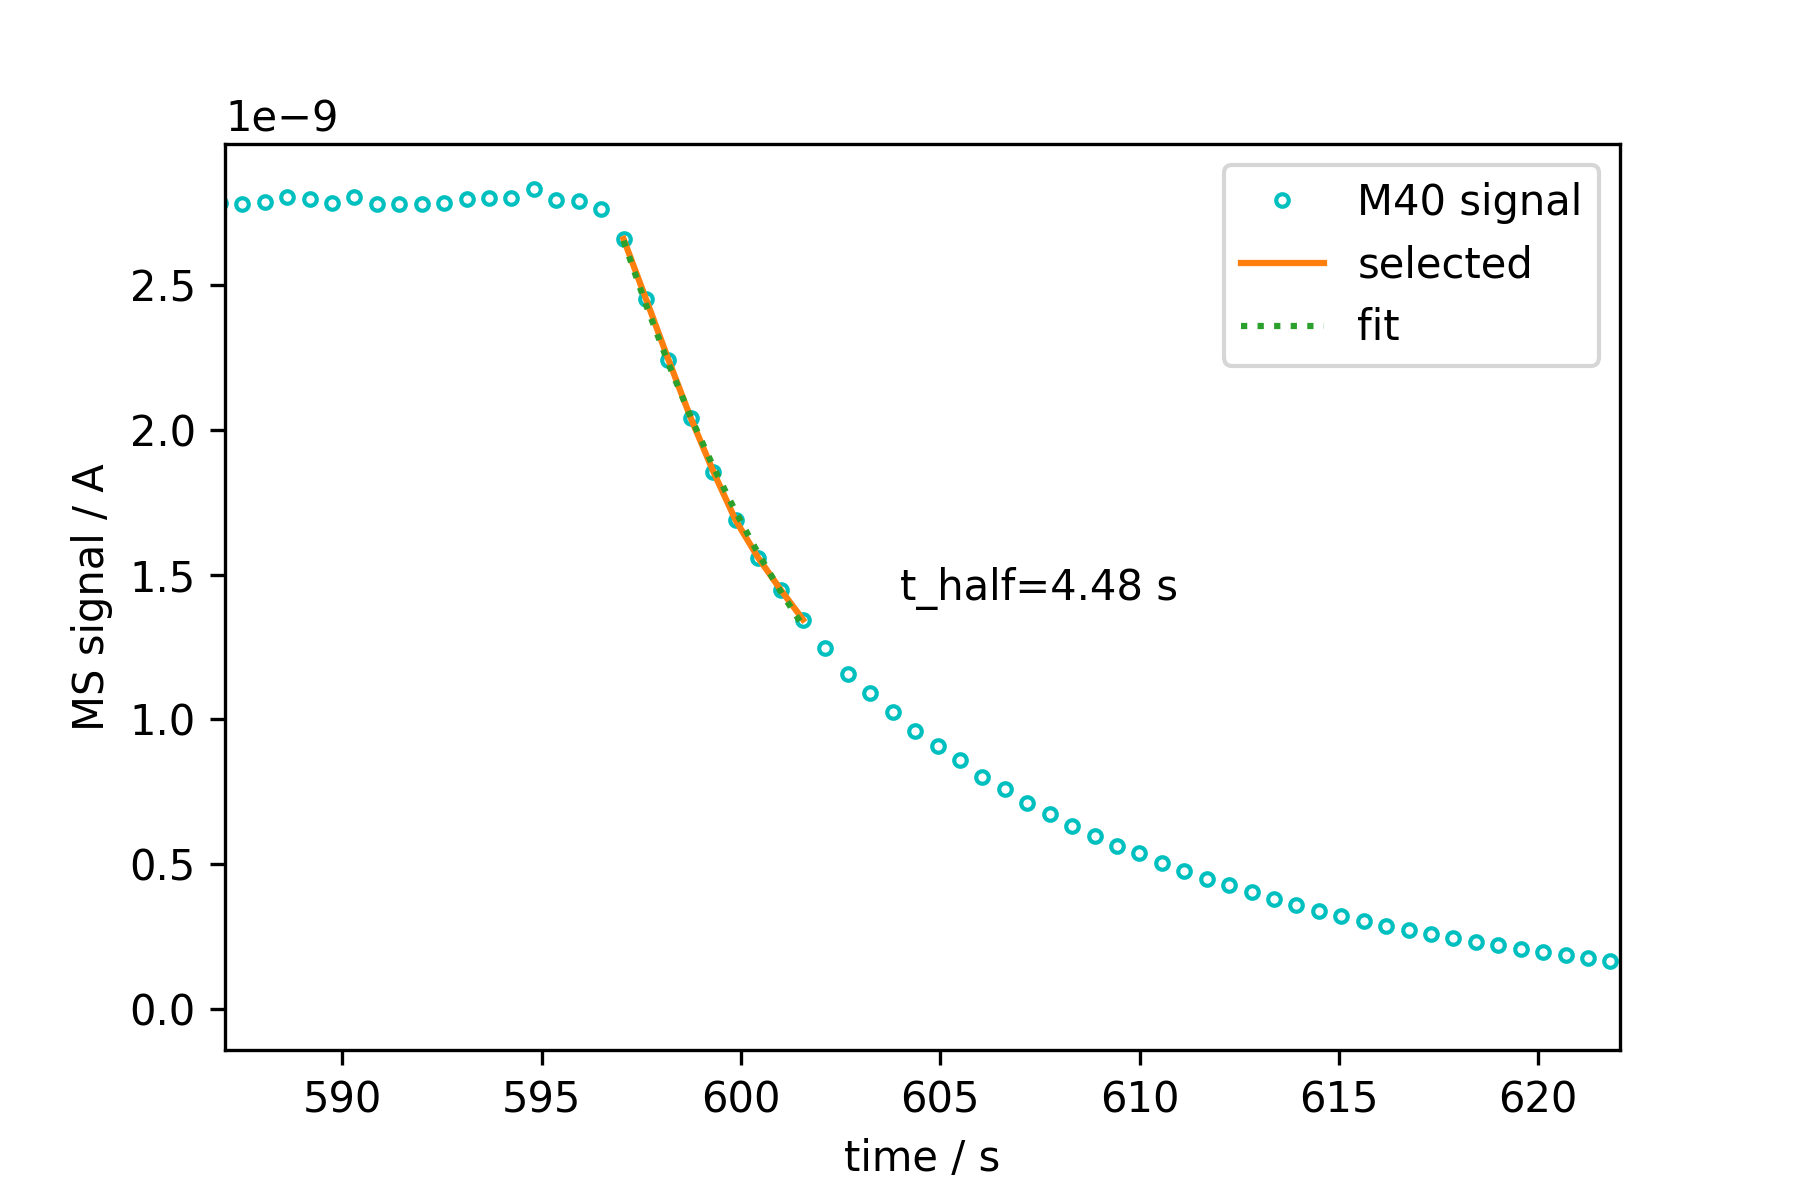 1e−9
M40 signal
selected
fit
2.5
2.0
1.5
1.0
0.5
0.0
MS signal / A
t_half=4.48 s
590 595 600 605 610 615 620
time / s